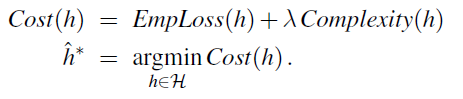 Cost(h) = EmpLoss(h) + λ Complexity(h)
ĥ* = argmin Cost(h) .
h∈ℋ